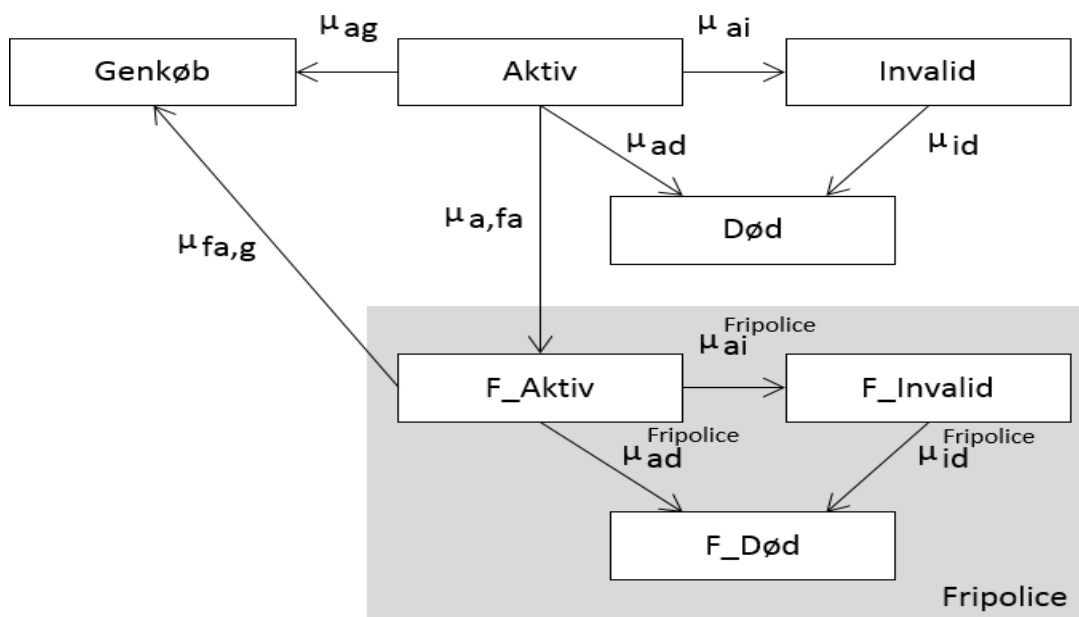 μ ag
μ ai
Genkøb
Aktiv
Invalid
μ ad
μ id
μ a,fa
Død
μ fa,g
μ ai Fripolice
F_Aktiv
F_Invalid
μ ad Fripolice
μ id Fripolice
F_Død
Fripolice